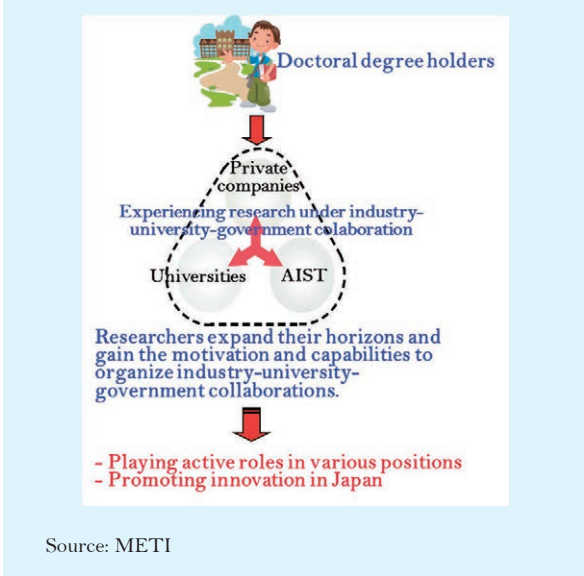 Doctoral degree holders
Private
companies
Experiencing research under industry-
university-government colaboration
Universities
AIST
Researchers expand their horizons and
gain the motivation and capabilities to
organize industry-university-
government collaborations.
- Playing active roles in various positions
- Promoting innovation in Japan
Source: METI